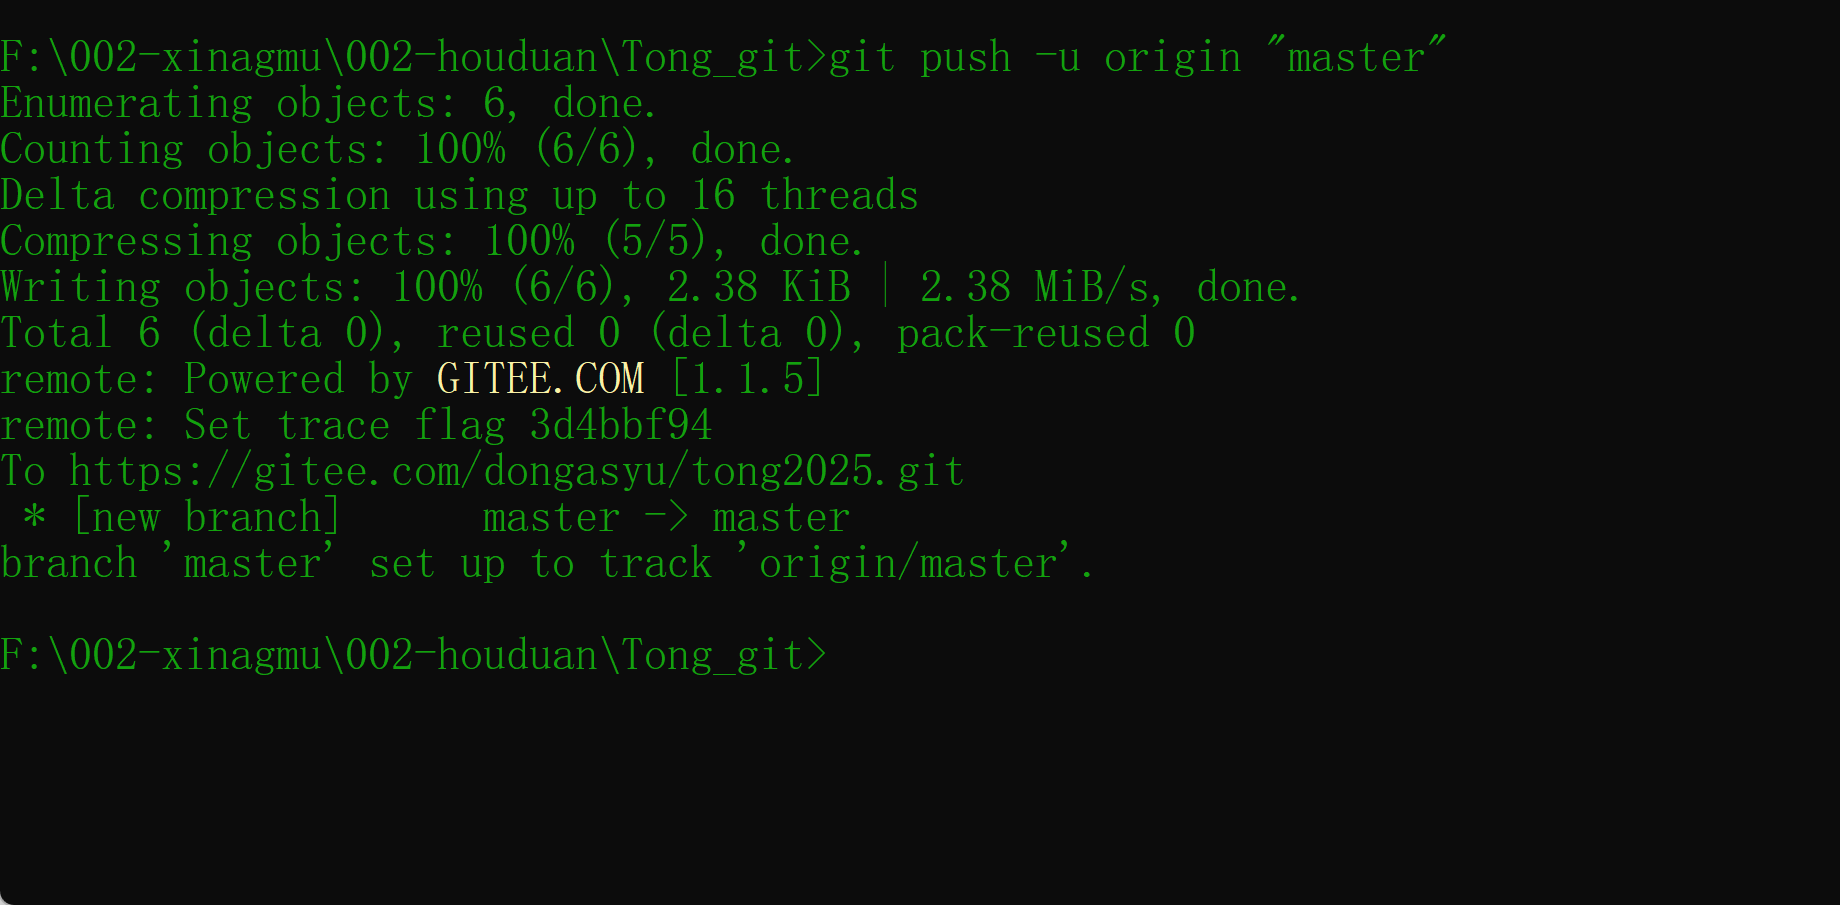 F:\002-xinagmu\002-houduan\Tong_git>git push -u origin "master"
Enumerating objects: 6, done.
Counting objects: 100% (6/6), done.
Delta compression using up to 16 threads
Compressing objects: 100% (5/5), done.
Writing objects: 100% (6/6), 2.38 KiB | 2.38 MiB/s, done.
Total 6 (delta 0), reused 0 (delta 0), pack-reused 0
remote: Powered by GITEE.COM [1.1.5]
remote: Set trace flag 3d4bbf94
To https://gitee.com/dongasyu/tong2025.git
 * [new branch]      master -> master
branch 'master' set up to track 'origin/master'.
F:\002-xinagmu\002-houduan\Tong_git>